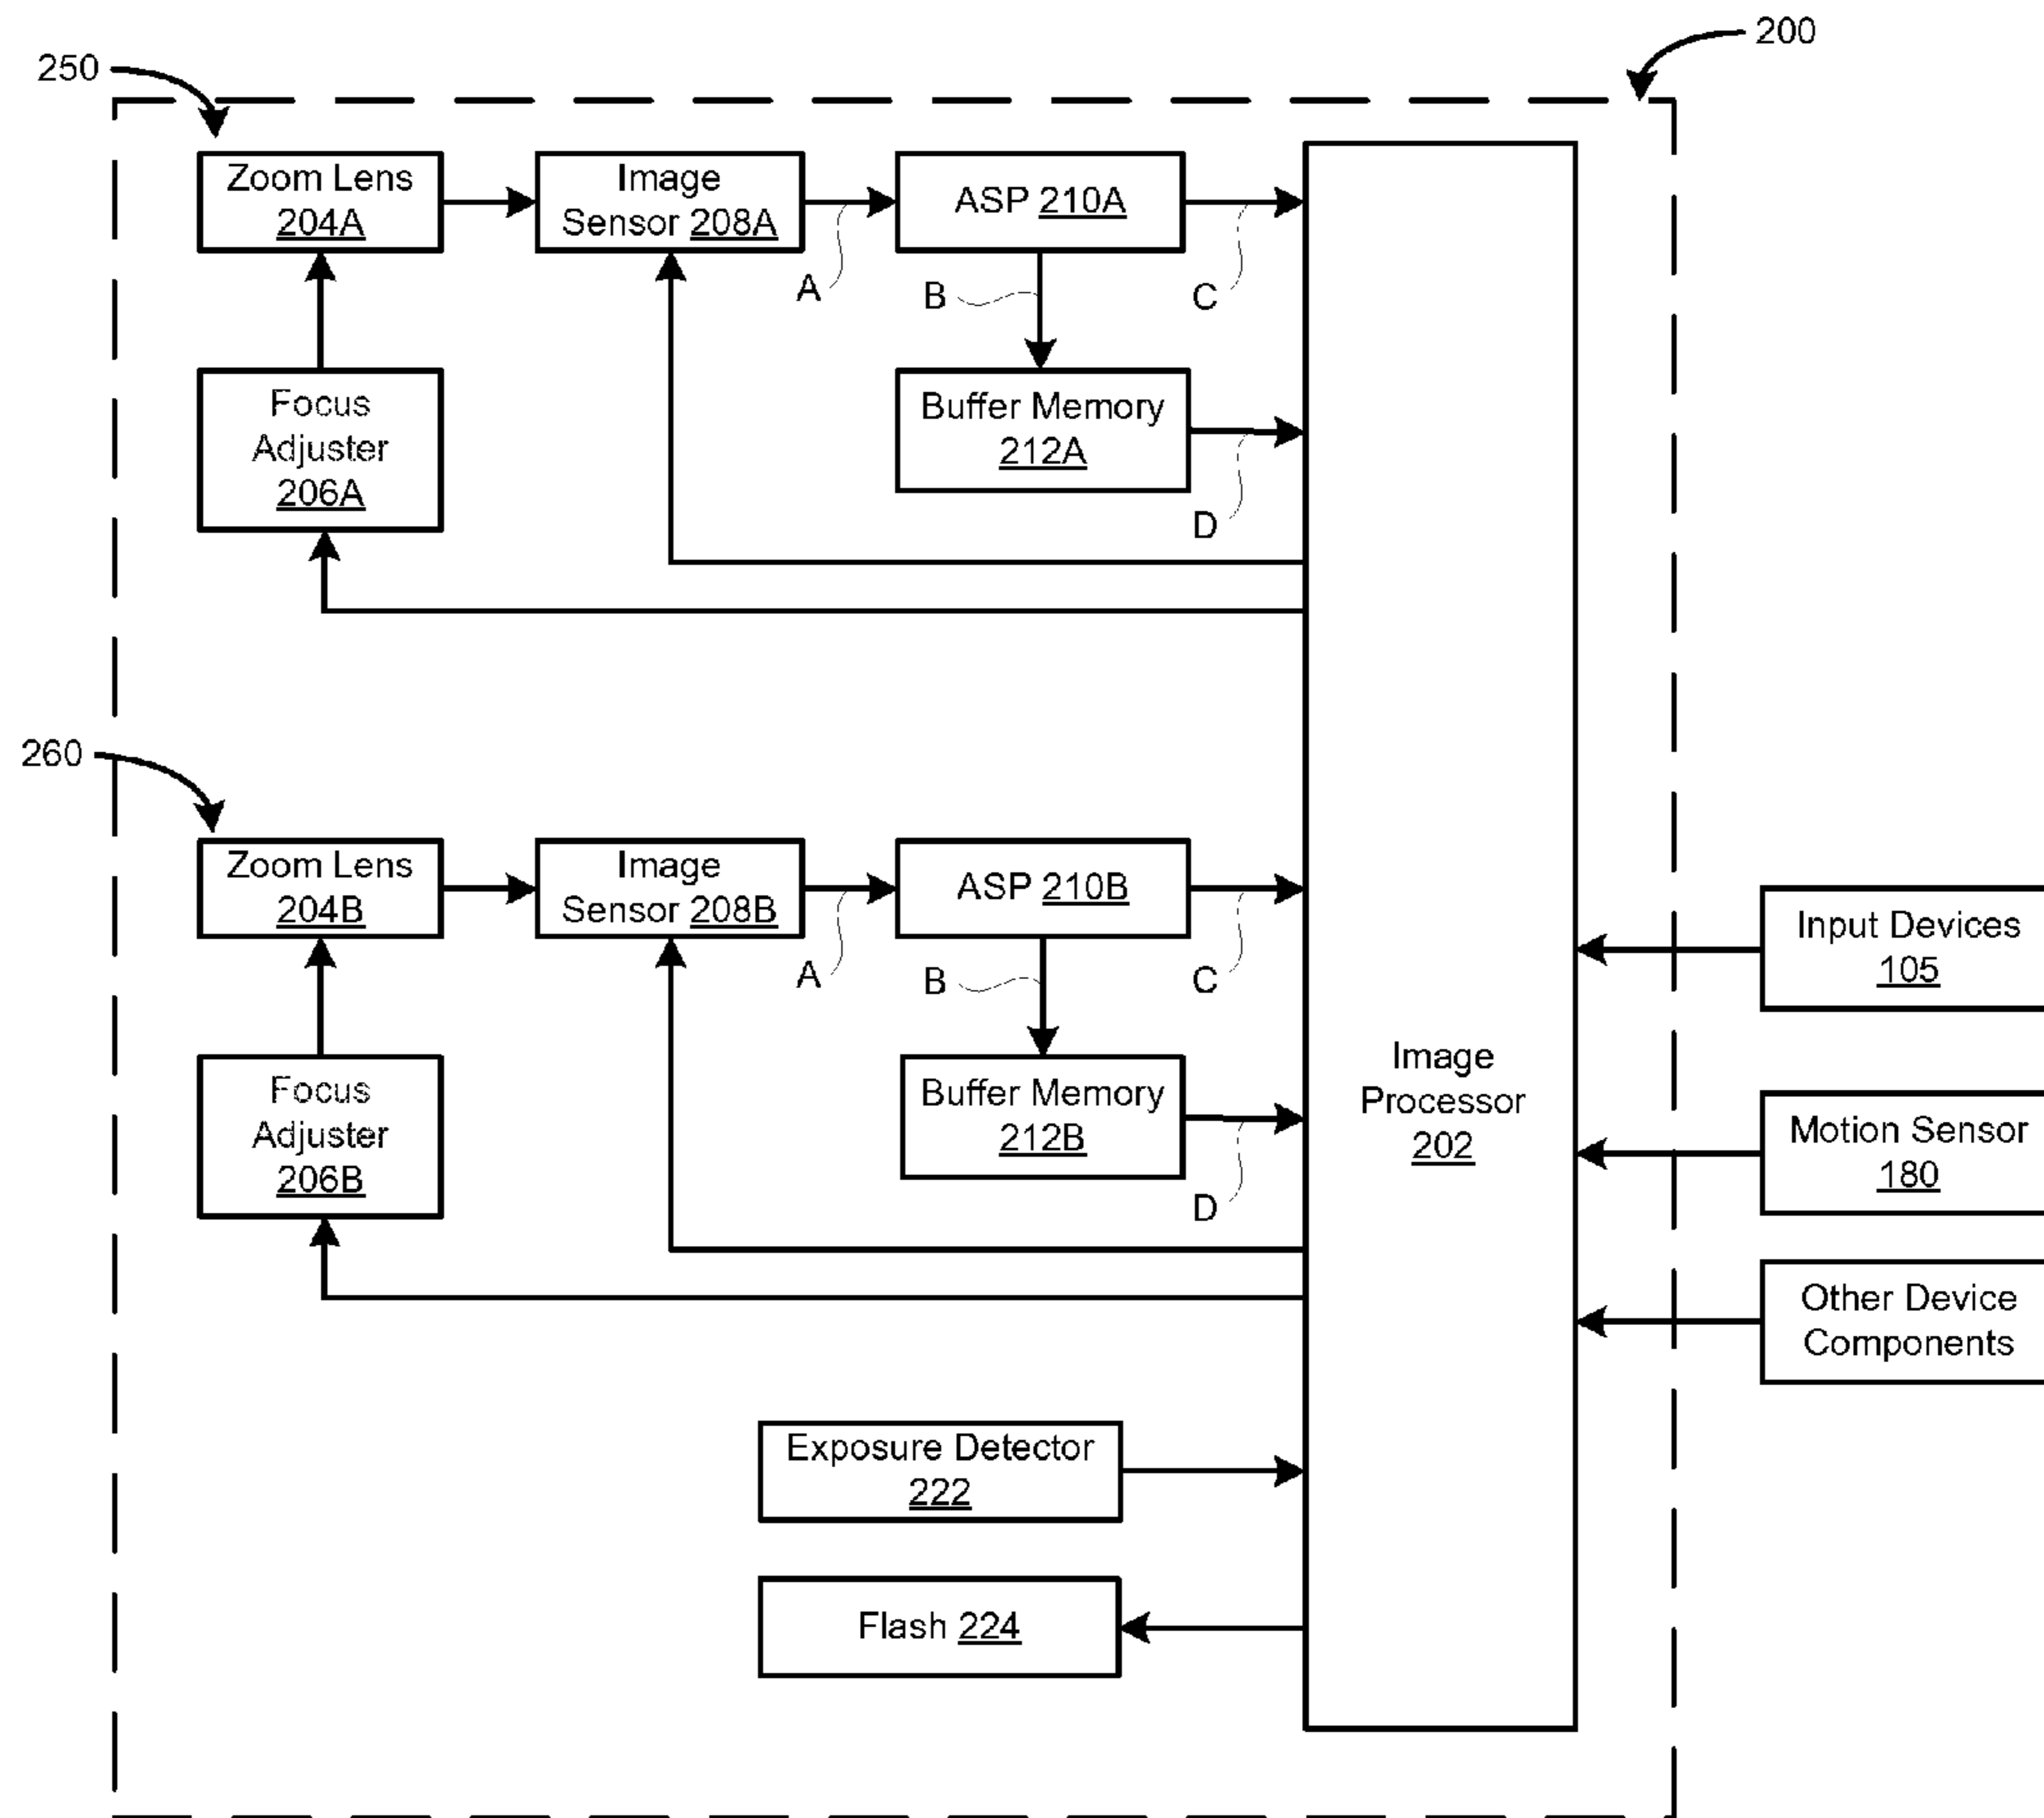 200
250
Zoom Lens
204A
Image
Sensor 208A
ASP 210A
A
B
C
Focus
Adjuster
206A
Buffer Memory
212A
D
260
Zoom Lens
204B
Image
Sensor 208B
ASP 210B
A
B
C
Focus
Adjuster
206B
Buffer Memory
212B
D
Image
Processor
202
Input Devices
105
Motion Sensor
180
Other Device
Components
Exposure Detector
222
Flash 224